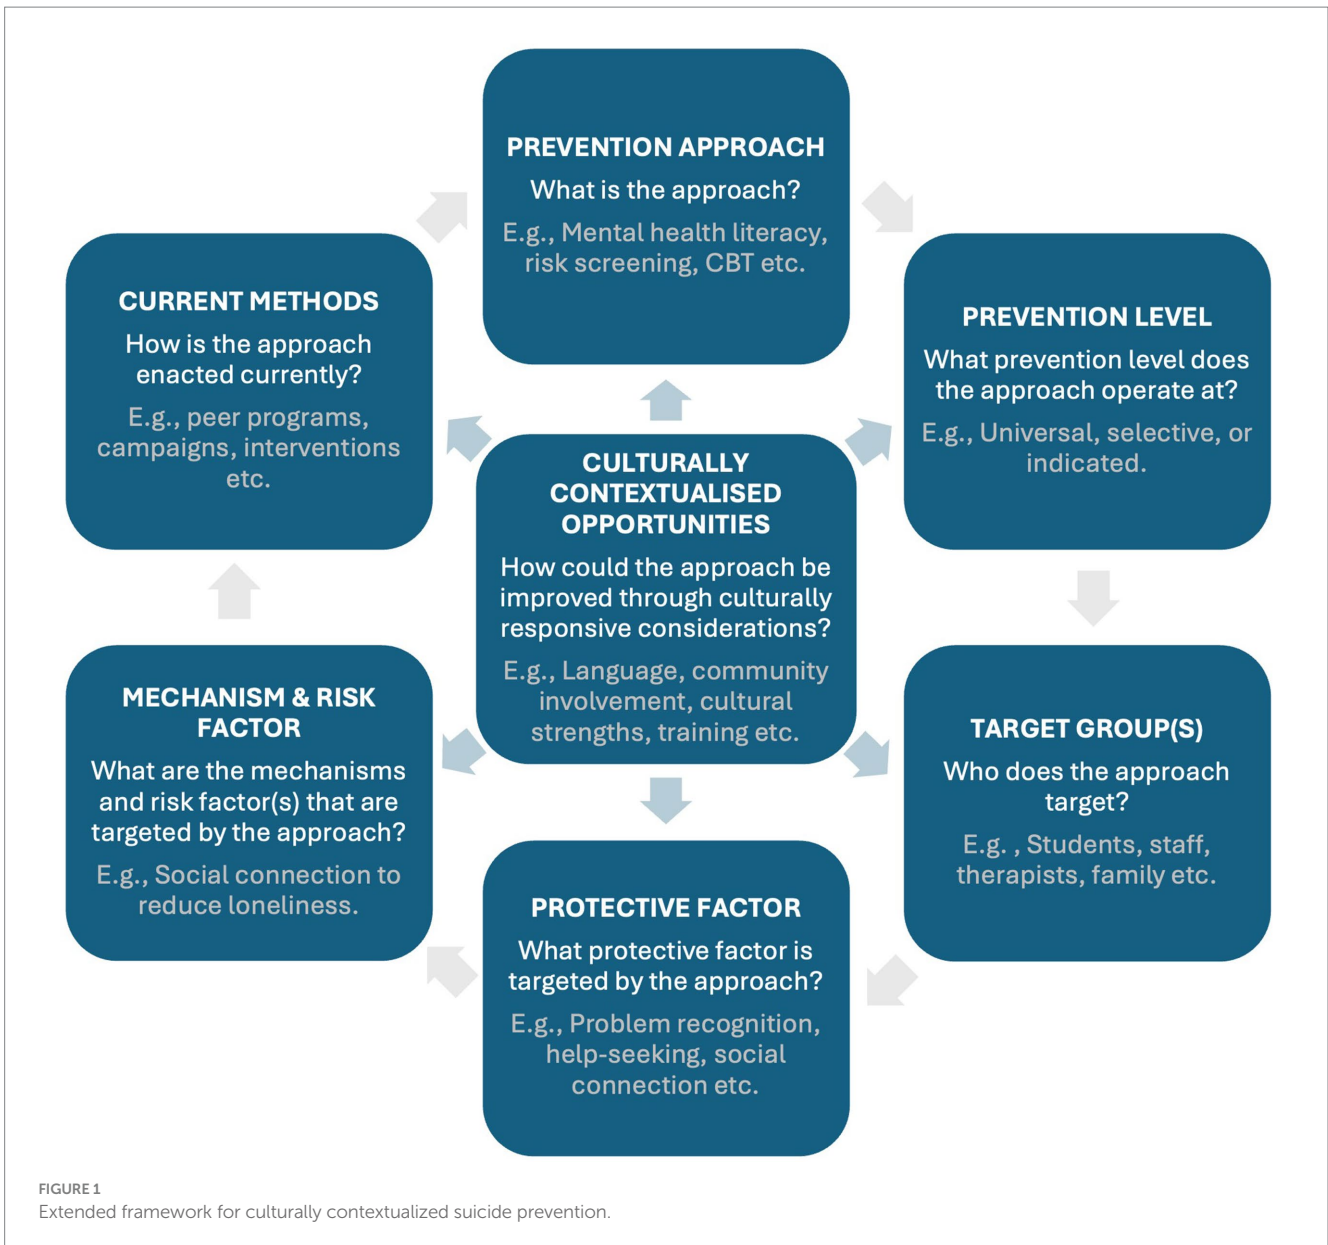 PREVENTION APPROACH
What is the approach?
E.g., Mental health literacy,
risk screening, CBT etc.
CURRENT METHODS
How is the approach
enacted currently?
E.g., peer programs,
campaigns, interventions
etc.
PREVENTION LEVEL
What prevention level does
the approach operate at?
E.g., Universal, selective, or
indicated.
CULTURALLY
CONTEXTUALISED
OPPORTUNITIES
How could the approach be
improved through culturally
responsive considerations?
E.g., Language, community
involvement, cultural
strengths, training etc.
MECHANISM & RISK
FACTOR
What are the mechanisms
and risk factor(s) that are
targeted by the approach?
E.g., Social connection to
reduce loneliness.
TARGET GROUP(S)
Who does the approach
target?
E.g. , Students, staff,
therapists, family etc.
PROTECTIVE FACTOR
What protective factor is
targeted by the approach?
E.g., Problem recognition,
help-seeking, social
connection etc.
FIGURE 1
Extended framework for culturally contextualized suicide prevention.